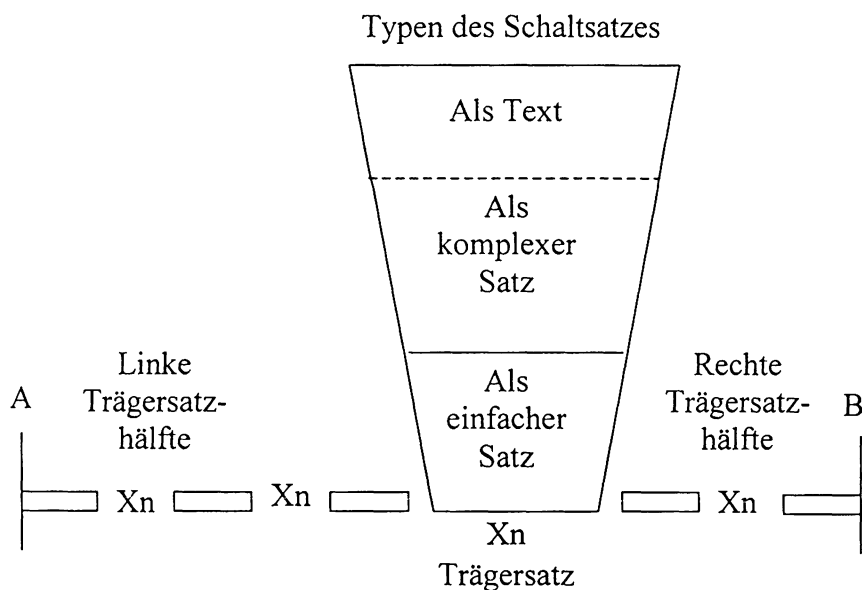 Typen des Schaltsatzes
Als Text
Als
komplexer
Satz
Linke
Trägersatz-
hälfte
A
Als
einfacher
Satz
Rechte
Trägersatz-
hälfte
B
Xn
Xn
Xn
Xn
Trägersatz